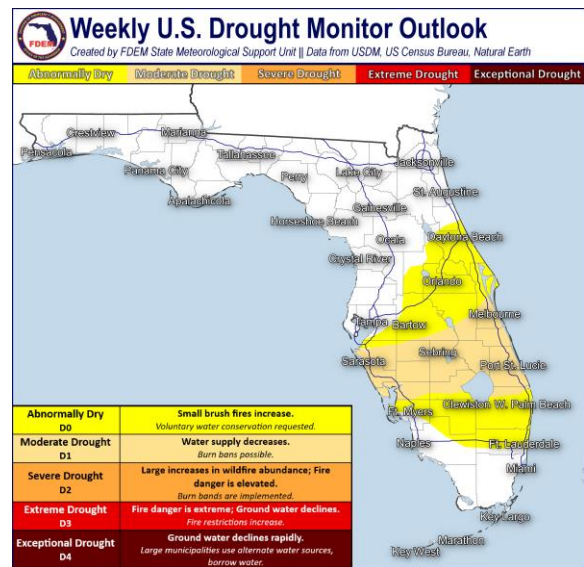 FDEM
Weekly U.S. Drought Monitor Outlook
Created by FDEM State Meteorological Support Unit || Data from USDM, US Census Bureau, Natural Earth
Abnormally Dry Moderate Drought Severe Drought Extreme Drought Exceptional Drought
Crestview
Marianna
Pensacola
Tallahassee
Jacksonville
Panama City
Perry
Lake City
Apalachicola
St. Augustine
Gainesville
Horseshoe Beach
Ocala
Daytona Beach
Crystal River
Orlando
Tampa
Bartow
Melbourne
Sarasota
Sebring
Port St. Lucie
Ft. Myers
Clewiston
W. Palm Beach
Naples
Ft. Lauderdale
Miami
Key Largo
Marathon
Key West
Abnormally Dry
D0
Small brush fires increase.
Voluntary water conservation requested.
Moderate Drought
D1
Water supply decreases.
Burn bans possible.
Severe Drought
D2
Large increases in wildfire abundance; Fire
danger is elevated.
Burn bands are implemented.
Extreme Drought
D3
Fire danger is extreme; Ground water declines.
Fire restrictions increase.
Exceptional Drought
D4
Ground water declines rapidly.
Large municipalities use alternate water sources,
borrow water.